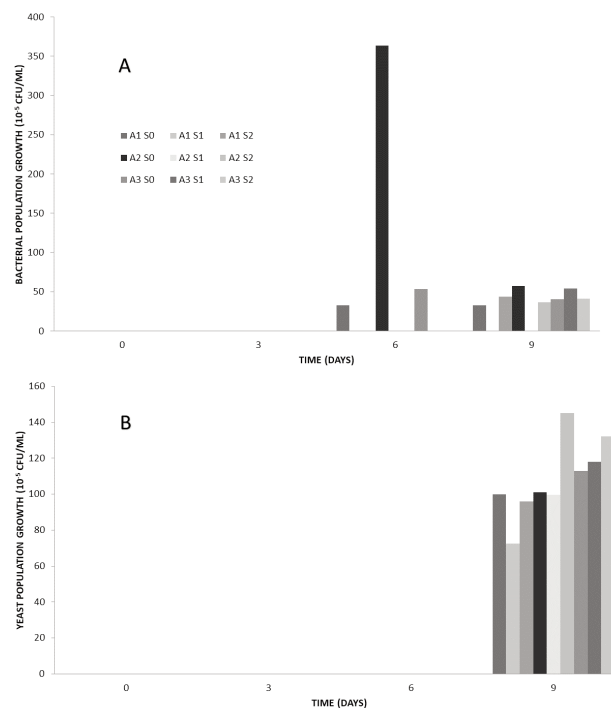 400
350
300
250
200
150
100
50
0
BACTERIAL POPULATION GROWTH (10⁻⁵ CFU/ML)
A
A1 S0 A1 S1 A1 S2
A2 S0 A2 S1 A2 S2
A3 S0 A3 S1 A3 S2
0 3 6 9
TIME (DAYS)
160
140
120
100
80
60
40
20
0
YEAST POPULATION GROWTH (10⁻⁵ CFU/ML)
B
0 3 6 9
TIME (DAYS)